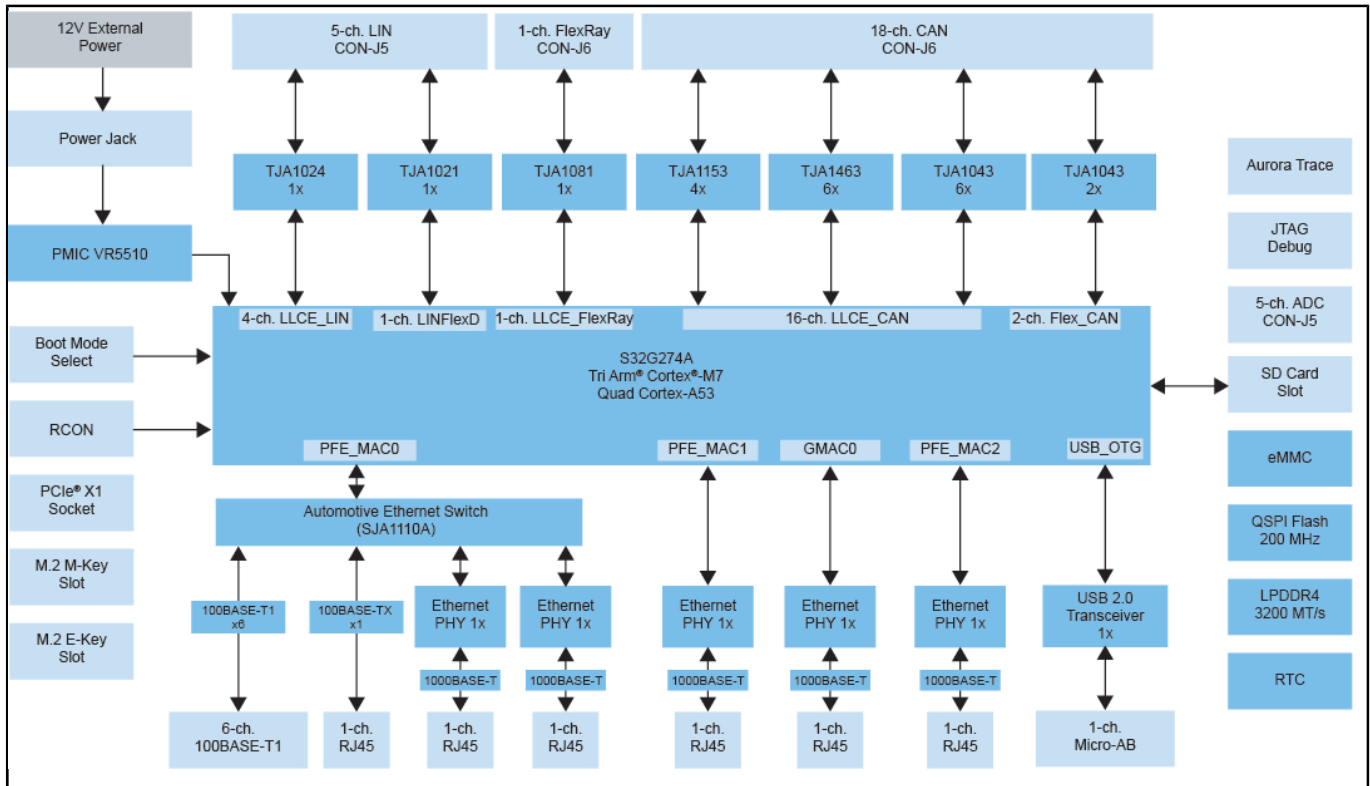 12V External
Power
5-ch. LIN
CON-J5
1-ch. FlexRay
CON-J6
18-ch. CAN
CON-J6
Power Jack
TJA1024
1x
TJA1021
1x
TJA1081
1x
TJA1153
4x
TJA1463
6x
TJA1043
6x
TJA1043
2x
Aurora Trace
PMIC VR5510
JTAG
Debug
4-ch. LLCE_LIN
1-ch. LINFlexD
1-ch. LLCE_FlexRay
16-ch. LLCE_CAN
2-ch. Flex_CAN
5-ch. ADC
CON-J5
Boot Mode
Select
S32G274A
Tri Arm® Cortex®-M7
Quad Cortex-A53
SD Card
Slot
RCON
PFE_MAC0
PFE_MAC1
GMAC0
PFE_MAC2
USB_OTG
eMMC
PCIe® X1
Socket
Automotive Ethernet Switch
(SJA1110A)
QSPI Flash
200 MHz
M.2 M-Key
Slot
100BASE-T1
x6
100BASE-TX
x1
Ethernet
PHY 1x
Ethernet
PHY 1x
Ethernet
PHY 1x
Ethernet
PHY 1x
Ethernet
PHY 1x
USB 2.0
Transceiver
1x
LPDDR4
3200 MT/s
M.2 E-Key
Slot
1000BASE-T
1000BASE-T
1000BASE-T
1000BASE-T
1000BASE-T
RTC
6-ch.
100BASE-T1
1-ch.
RJ45
1-ch.
RJ45
1-ch.
RJ45
1-ch.
RJ45
1-ch.
RJ45
1-ch.
RJ45
1-ch.
Micro-AB